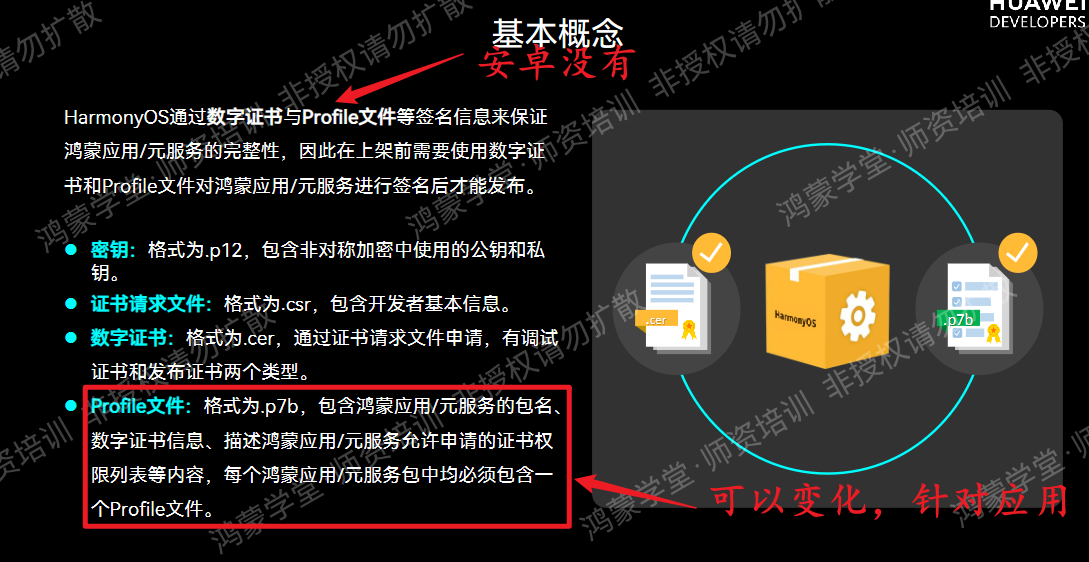 HUAWEI
DEVELOPERS
基本概念
安卓没有
HarmonyOS通过数字证书与Profile文件等签名信息来保证
鸿蒙应用/元服务的完整性，因此在上架前需要使用数字证
书和Profile文件对鸿蒙应用/元服务进行签名后才能发布。
密钥：格式为.p12，包含非对称加密中使用的公钥和私
钥。
证书请求文件：格式为.csr，包含开发者基本信息。
数字证书：格式为.cer，通过证书请求文件申请，有调试
证书和发布证书两个类型。
Profile文件：格式为.p7b，包含鸿蒙应用/元服务的包名、
数字证书信息、描述鸿蒙应用/元服务允许申请的证书权
限列表等内容，每个鸿蒙应用/元服务包中均必须包含一
个Profile文件。
.cer
HarmonyOS
.p7b
可以变化，针对应用
鸿蒙学堂·师资培训 非授权请勿扩散
鸿蒙学堂·师资培训 非授权请勿扩散
鸿蒙学堂·师资培训 非授权请勿扩散
鸿蒙学堂·师资培训 非授权请勿扩散